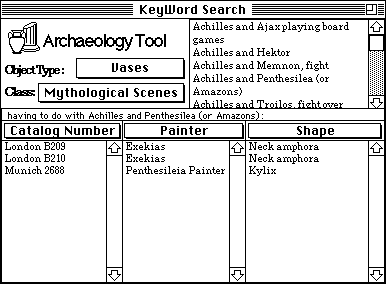 KeyWord Search
Archaeology Tool
Object Type:
Vases
Class:
Mythological Scenes
Achilles and Ajax playing board
games
Achilles and Hektor
Achilles and Memnon, fight
Achilles and Penthesilea (or
Amazons)
Achilles and Troilos, fight over
having to do with Achilles and Penthesilea (or Amazons):
Catalog Number
Painter
Shape
London B209
Exekias
Neck amphora
London B210
Exekias
Neck amphora
Munich 2688
Penthesileia Painter
Kylix